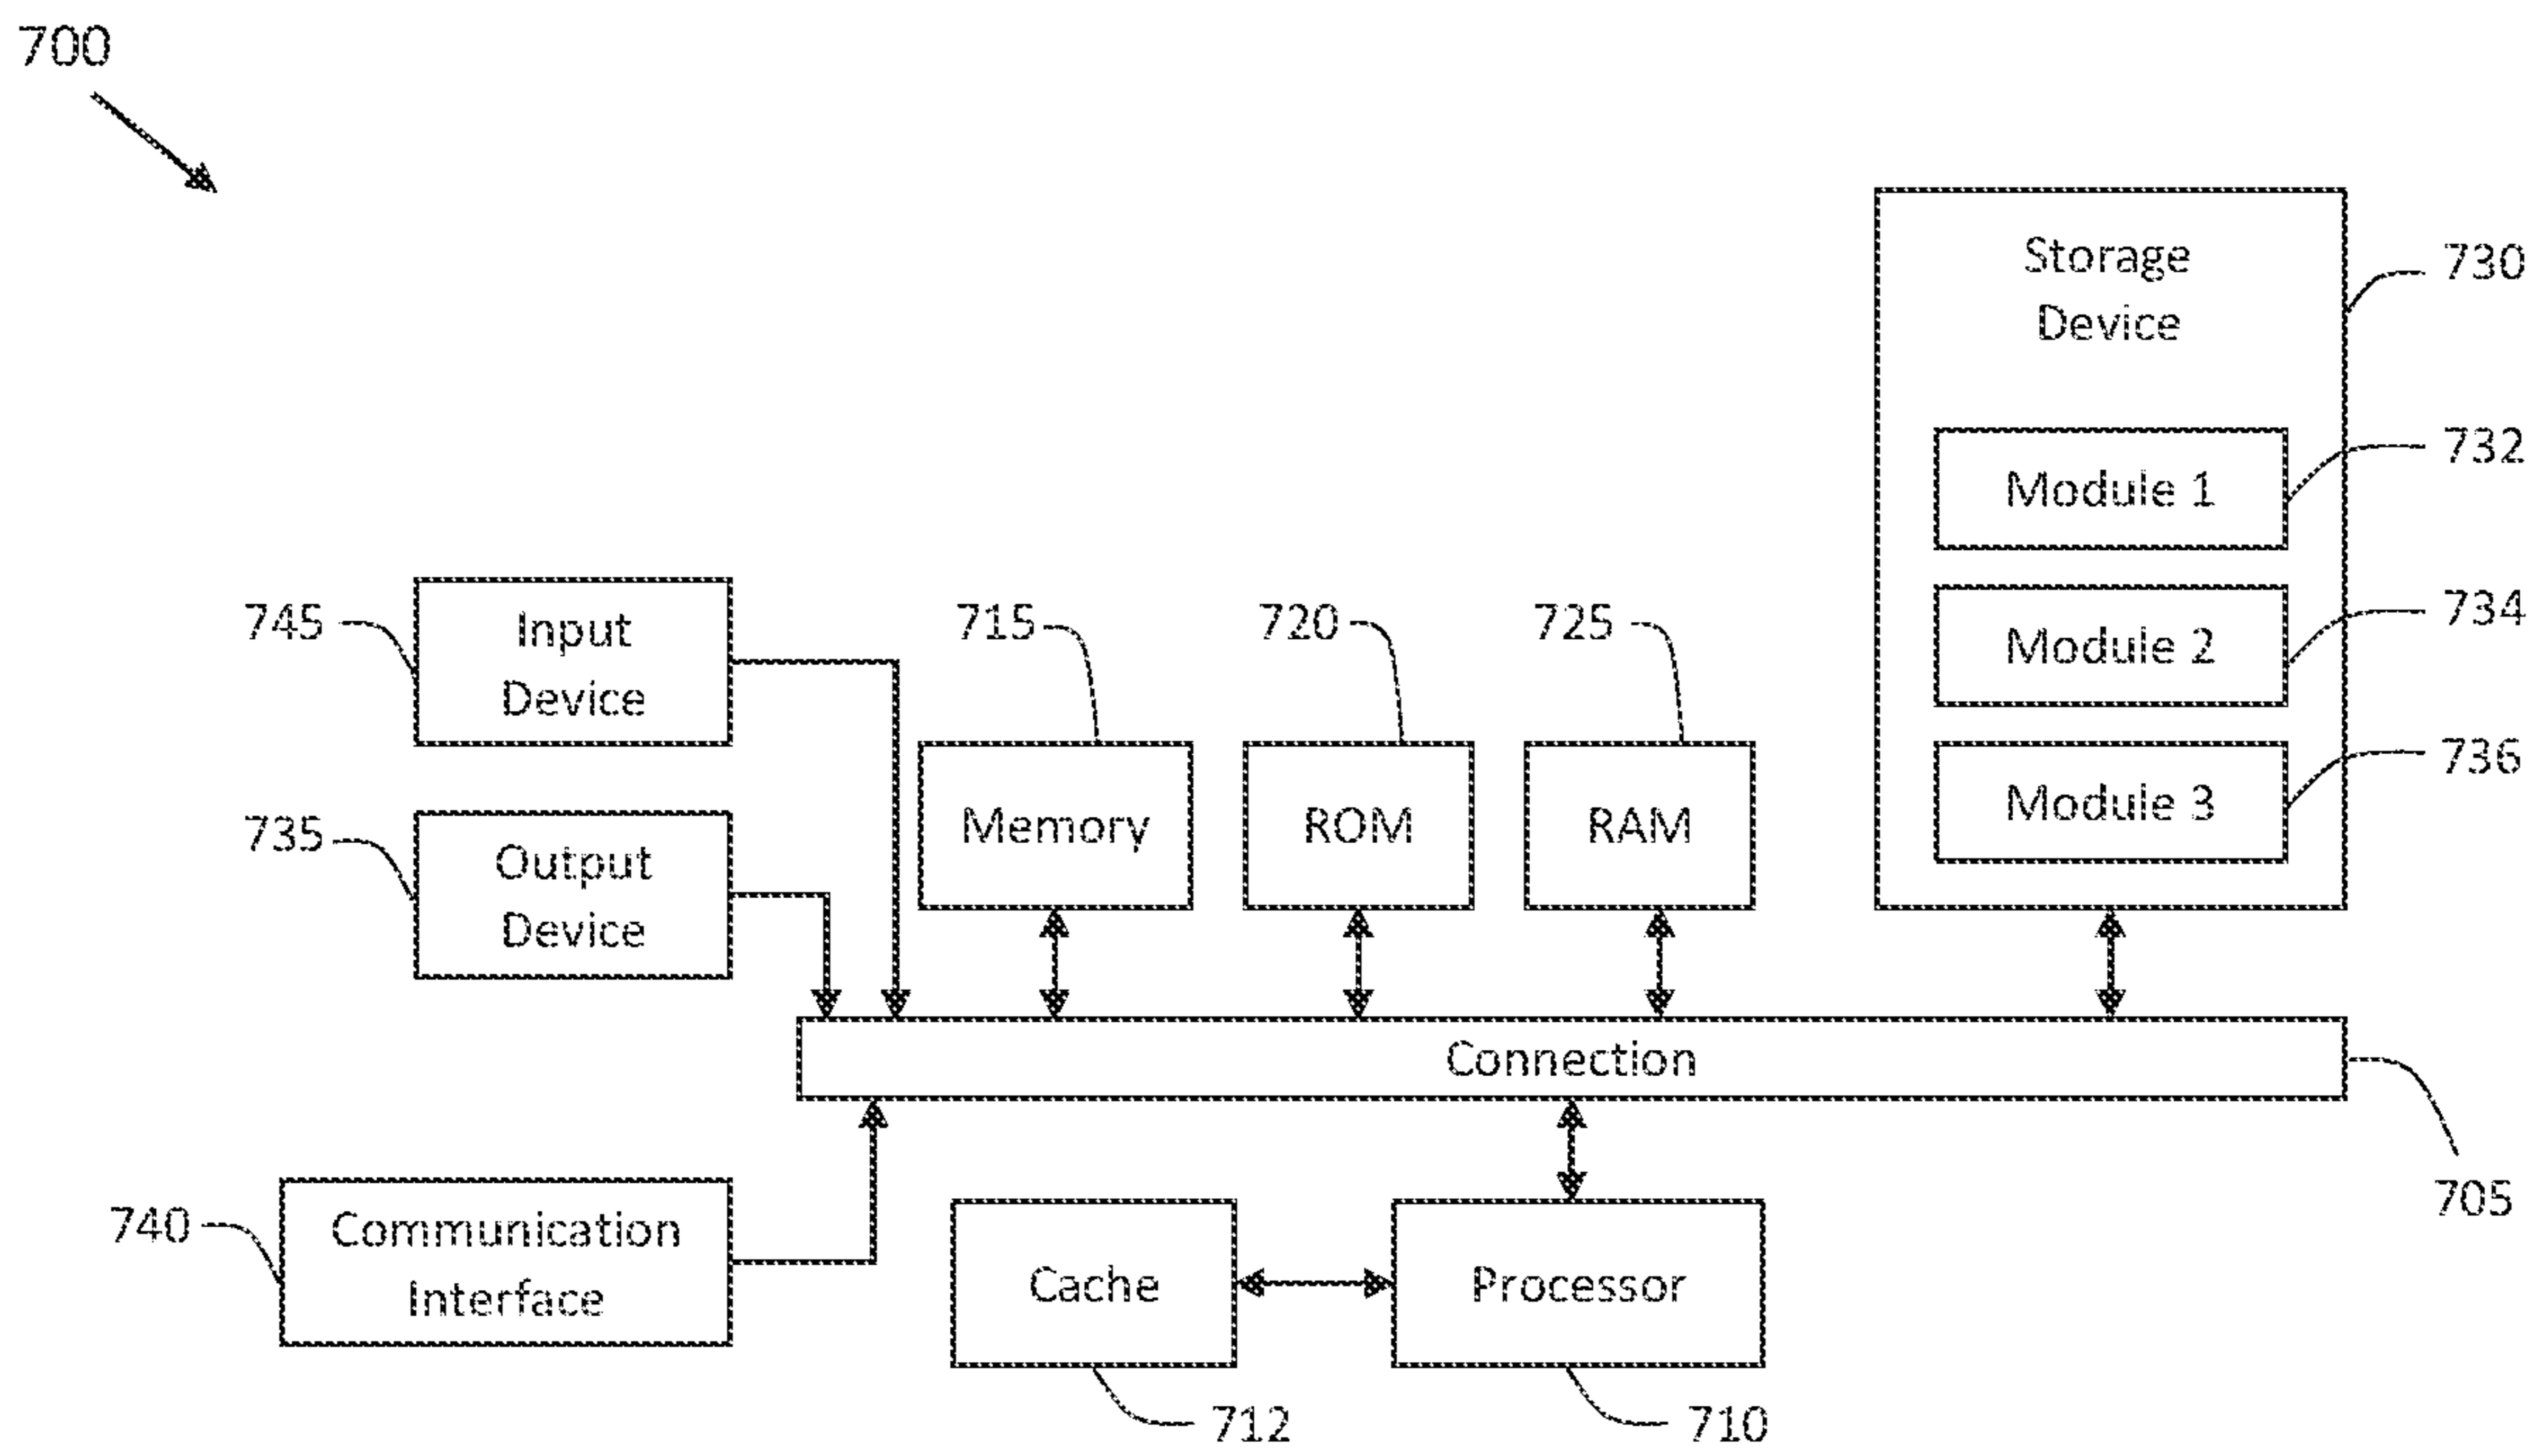 700
Storage
Device
730
Module 1
732
Module 2
734
Module 3
736
745
Input
Device
715
720
725
735
Output
Device
Memory
ROM
RAM
Connection
705
740
Communication
Interface
Cache
Processor
712
710